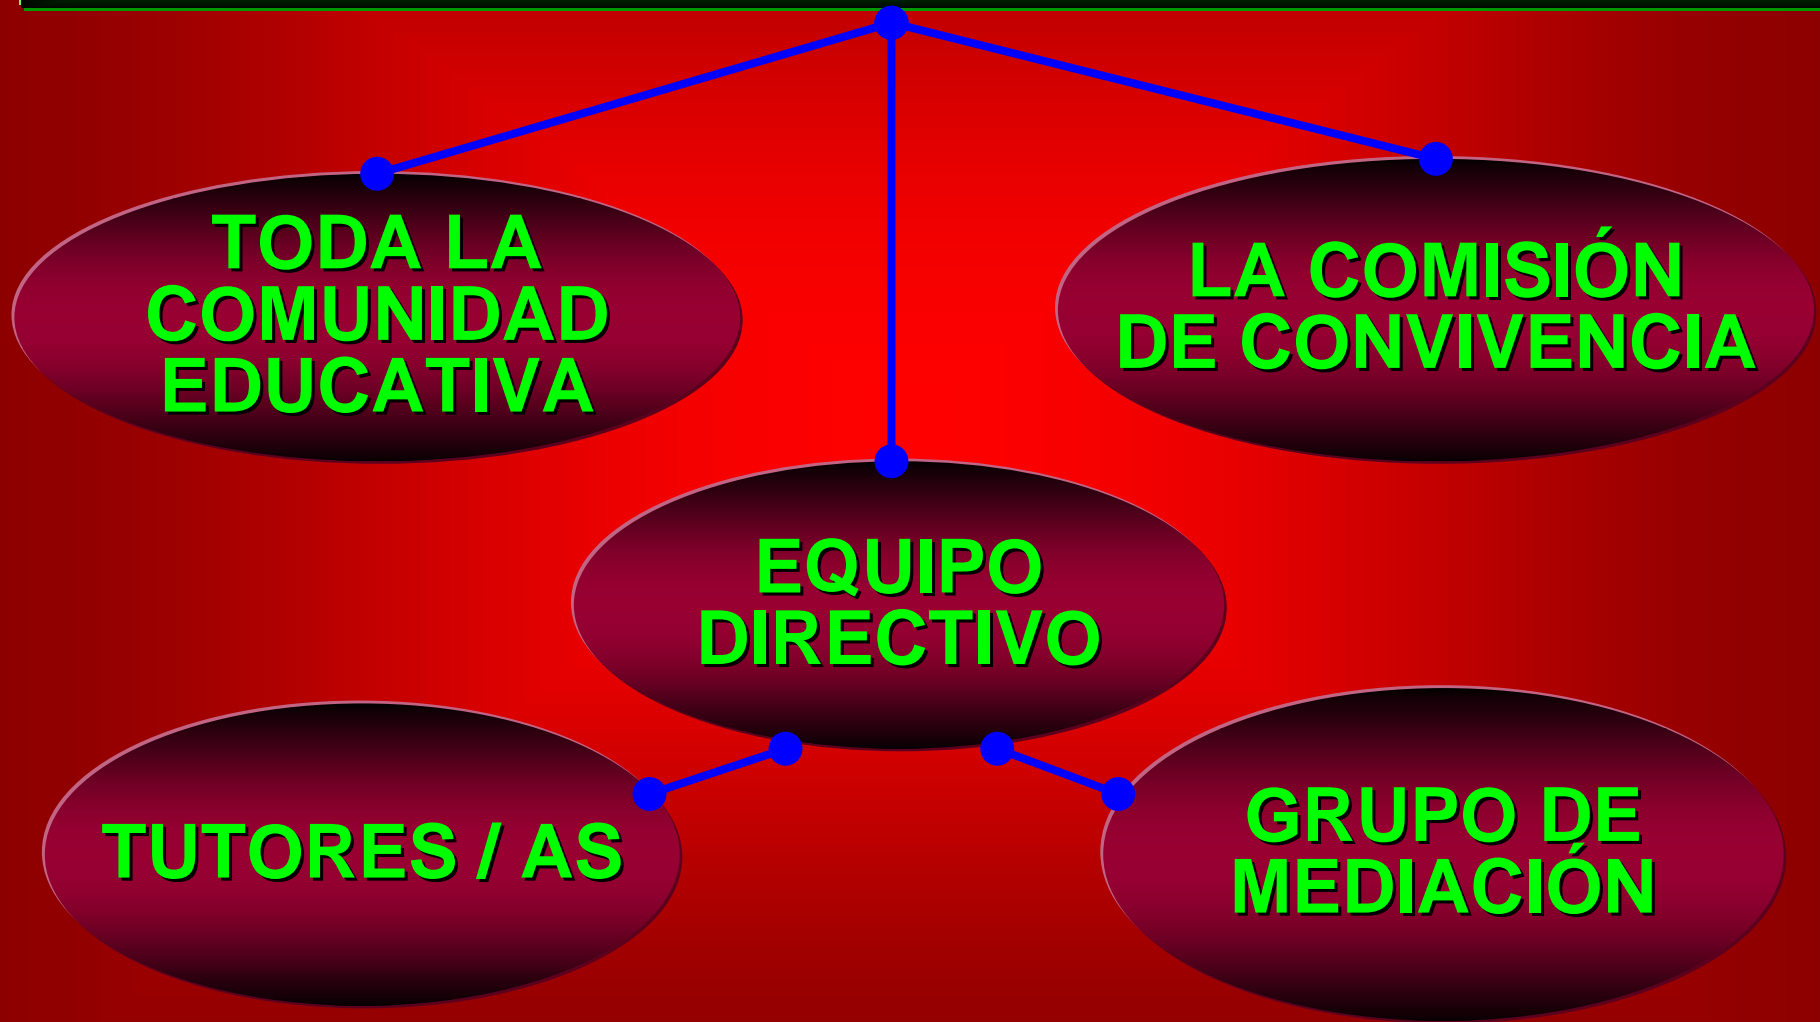 TODA LA
COMUNIDAD
EDUCATIVA
LA COMISIÓN
DE CONVIVENCIA
EQUIPO
DIRECTIVO
TUTORES / AS
GRUPO DE
MEDIACIÓN